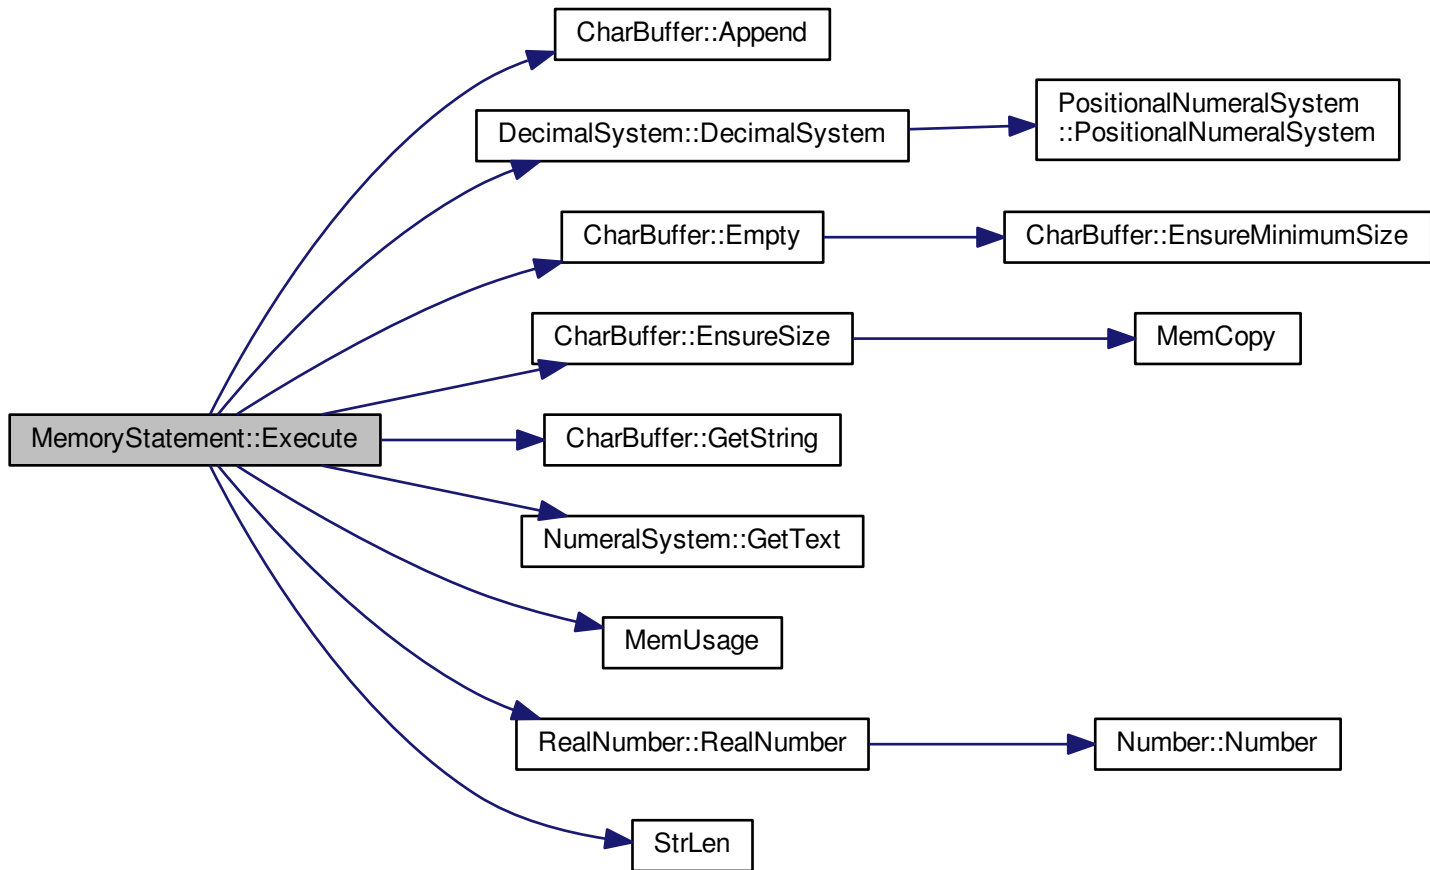 CharBuffer::Append
DecimalSystem::DecimalSystem
PositionalNumeralSystem
::PositionalNumeralSystem
CharBuffer::Empty
CharBuffer::EnsureMinimumSize
CharBuffer::EnsureSize
MemCopy
MemoryStatement::Execute
CharBuffer::GetString
NumeralSystem::GetText
MemUsage
RealNumber::RealNumber
Number::Number
StrLen